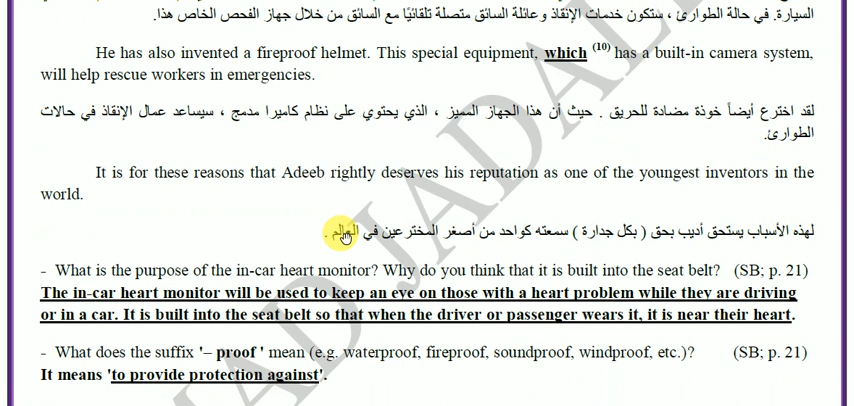 السيارة. في حالة الطوارئ ، ستكون خدمات الإنقاذ وعائلة السائق متصلة تلقائيًا مع السائق من خلال جهاز الفحص الخاص هذا.
He has also invented a fireproof helmet. This special equipment, which (10) has a built-in camera system,
will help rescue workers in emergencies.
لقد اخترع أيضاً خوذة مضادة للحريق . حيث أن هذا الجهاز المميز ، الذي يحتوي على نظام كاميرا مدمج ، سيساعد عمال الإنقاذ في حالات
الطوارئ.
It is for these reasons that Adeeb rightly deserves his reputation as one of the youngest inventors in the
world.
لهذه الأسباب يستحق أديب بحق ( بكل جدارة ) سمعته كواحد من أصغر المخترعين في العالم .
- What is the purpose of the in-car heart monitor? Why do you think that it is built into the seat belt? (SB; p. 21)
The in-car heart monitor will be used to keep an eye on those with a heart problem while they are driving
or in a car. It is built into the seat belt so that when the driver or passenger wears it, it is near their heart.
- What does the suffix '– proof ' mean (e.g. waterproof, fireproof, soundproof, windproof, etc.)? (SB; p. 21)
It means 'to provide protection against'.